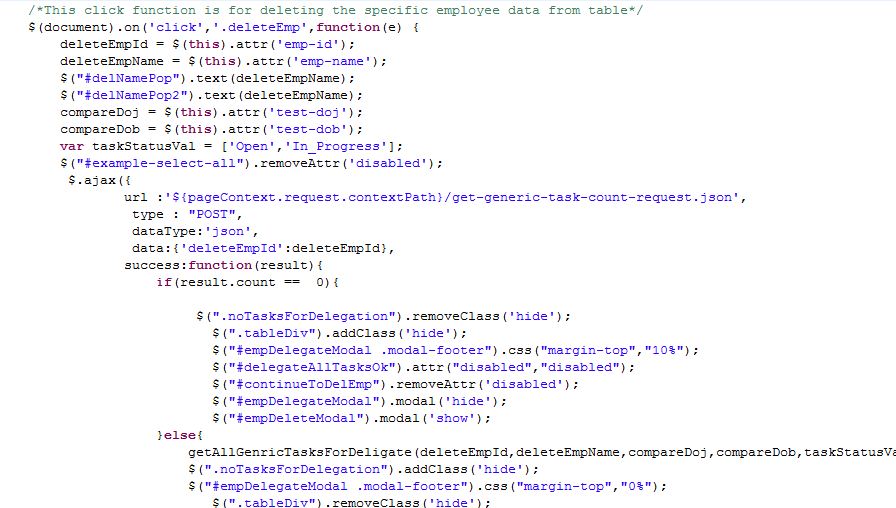 /*This click function is for deleting the specific employee data from table*/
$(document).on('click','.deleteEmp',function(e) {
deleteEmpId = $(this).attr('emp-id');
deleteEmpName = $(this).attr('emp-name');
$("#delNamePop").text(deleteEmpName);
$("#delNamePop2").text(deleteEmpName);
compareDoj = $(this).attr('test-doj');
compareDob = $(this).attr('test-dob');
var taskStatusVal = ['Open','In_Progress'];
$("#example-select-all").removeAttr('disabled');
$.ajax({
url :'${pageContext.request.contextPath}/get-generic-task-count-request.json',
type : "POST",
dataType:'json',
data:{'deleteEmpId':deleteEmpId},
success:function(result){
if(result.count ==  0){
$(".noTasksForDelegation").removeClass('hide');
$(".tableDiv").addClass('hide');
$("#empDelegateModal .modal-footer").css("margin-top","10%");
$("#delegateAllTasksOk").attr("disabled","disabled");
$("#continueToDelEmp").removeAttr('disabled');
$("#empDelegateModal").modal('hide');
$("#empDeleteModal").modal('show');
}else{
getAllGenricTasksForDeligate(deleteEmpId,deleteEmpName,compareDoj,compareDob,taskStatusVa
$(".noTasksForDelegation").addClass('hide');
$("#empDelegateModal .modal-footer").css("margin-top","0%");
$(".tableDiv").removeClass('hide');